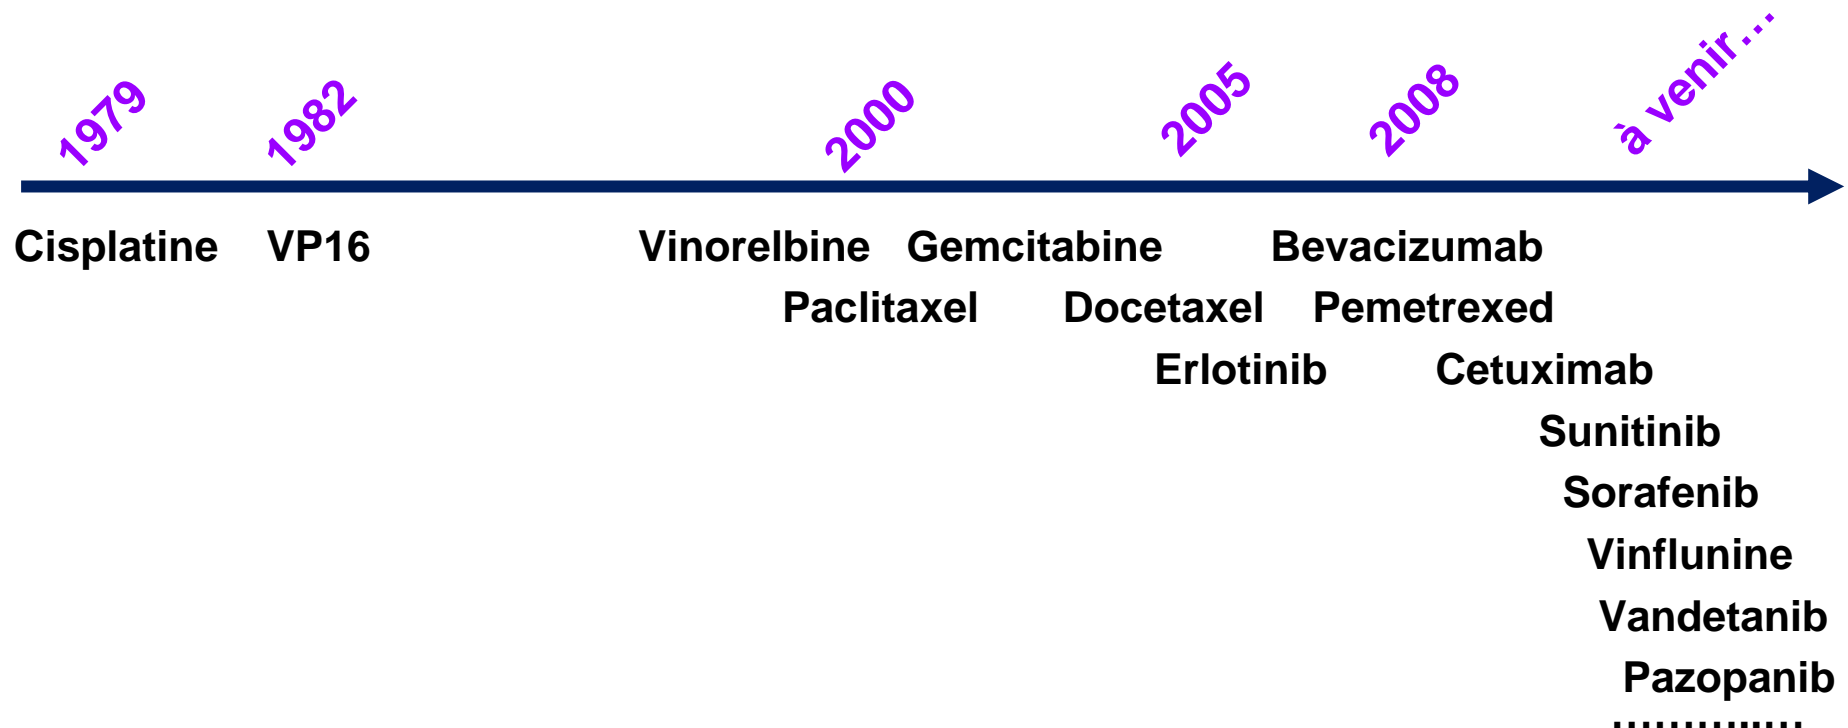 1979 1982 2000 2005 2008 à venir…
Cisplatine VP16 Vinorelbine Gemcitabine Bevacizumab
Paclitaxel Docetaxel Pemetrexed
Erlotinib Cetuximab
Sunitinib
Sorafenib
Vinflunine
Vandetanib
Pazopanib
……………